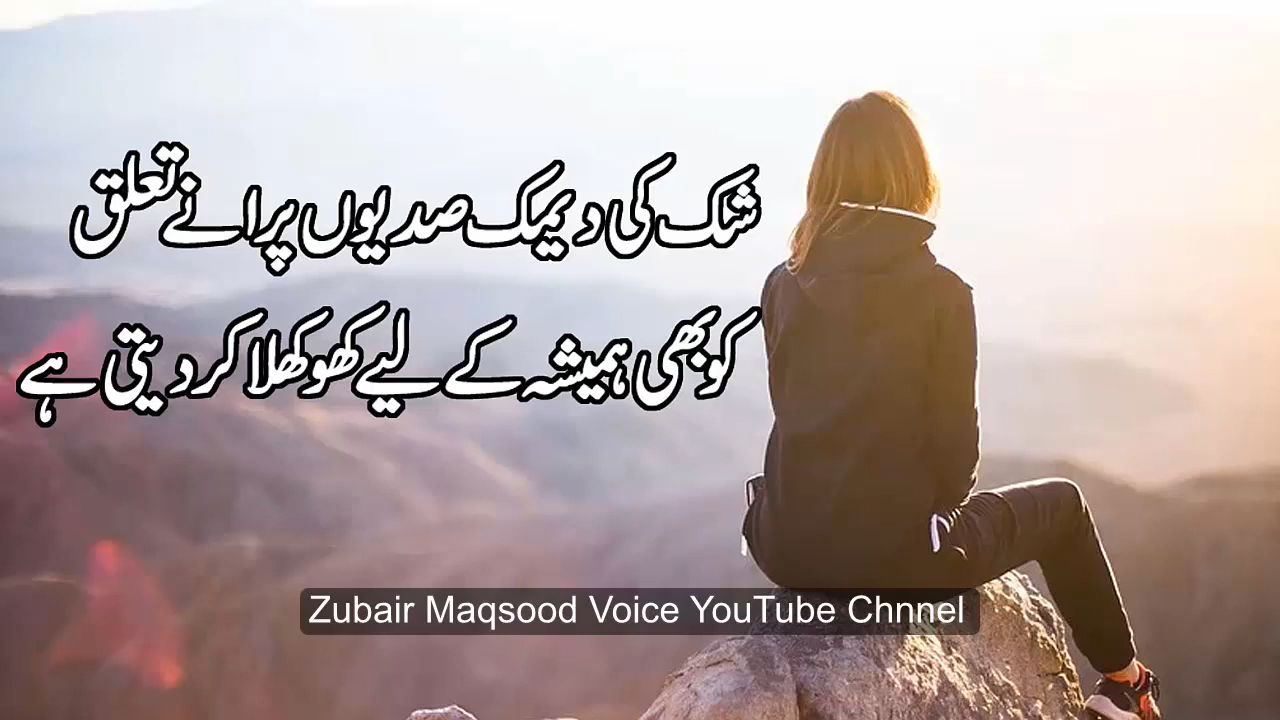 شک کی دیمک صدیوں پرانے تعلق
کو بھی ہمیشہ کے لیے کھوکھلا کر دیتی ہے
Zubair Maqsood Voice YouTube Chnnel